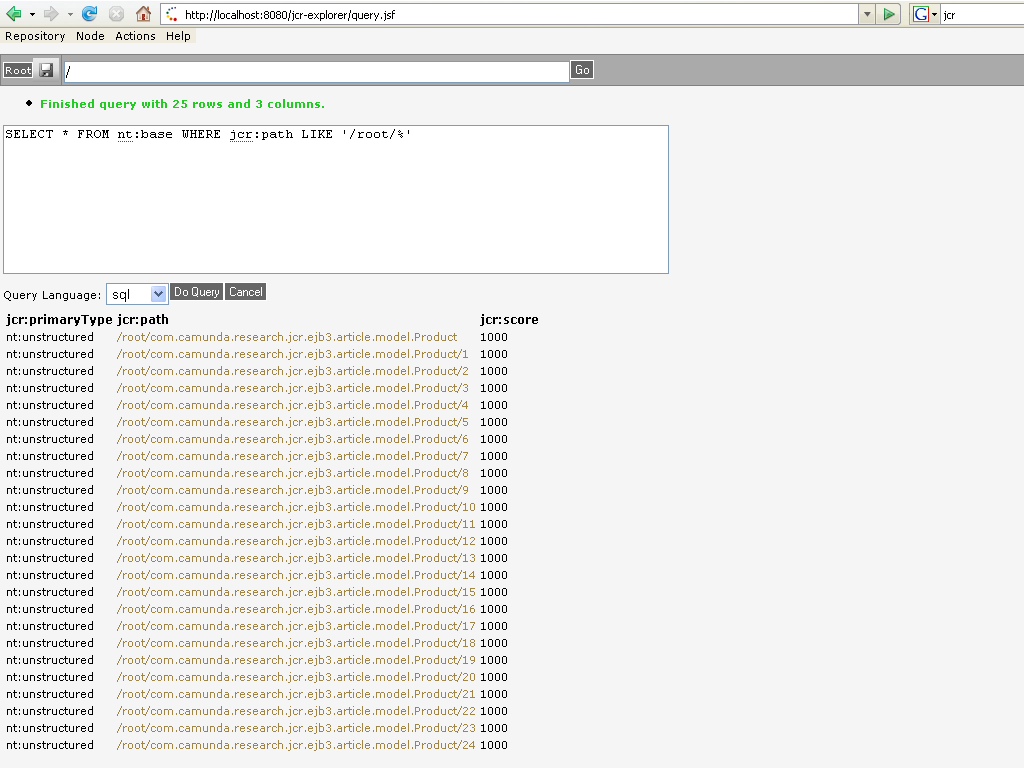 http://localhost:8080/jcr-explorer/query.jsf G jcr
Repository Node Actions Help
Root / Go
Finished query with 25 rows and 3 columns.
SELECT * FROM nt:base WHERE jcr:path LIKE '/root/%'
Query Language: sql Do Query Cancel
jcr:primaryType jcr:path jcr:score
nt:unstructured /root/com.camunda.research.jcr.ejb3.article.model.Product 1000
nt:unstructured /root/com.camunda.research.jcr.ejb3.article.model.Product/1 1000
nt:unstructured /root/com.camunda.research.jcr.ejb3.article.model.Product/2 1000
nt:unstructured /root/com.camunda.research.jcr.ejb3.article.model.Product/3 1000
nt:unstructured /root/com.camunda.research.jcr.ejb3.article.model.Product/4 1000
nt:unstructured /root/com.camunda.research.jcr.ejb3.article.model.Product/5 1000
nt:unstructured /root/com.camunda.research.jcr.ejb3.article.model.Product/6 1000
nt:unstructured /root/com.camunda.research.jcr.ejb3.article.model.Product/7 1000
nt:unstructured /root/com.camunda.research.jcr.ejb3.article.model.Product/8 1000
nt:unstructured /root/com.camunda.research.jcr.ejb3.article.model.Product/9 1000
nt:unstructured /root/com.camunda.research.jcr.ejb3.article.model.Product/10 1000
nt:unstructured /root/com.camunda.research.jcr.ejb3.article.model.Product/11 1000
nt:unstructured /root/com.camunda.research.jcr.ejb3.article.model.Product/12 1000
nt:unstructured /root/com.camunda.research.jcr.ejb3.article.model.Product/13 1000
nt:unstructured /root/com.camunda.research.jcr.ejb3.article.model.Product/14 1000
nt:unstructured /root/com.camunda.research.jcr.ejb3.article.model.Product/15 1000
nt:unstructured /root/com.camunda.research.jcr.ejb3.article.model.Product/16 1000
nt:unstructured /root/com.camunda.research.jcr.ejb3.article.model.Product/17 1000
nt:unstructured /root/com.camunda.research.jcr.ejb3.article.model.Product/18 1000
nt:unstructured /root/com.camunda.research.jcr.ejb3.article.model.Product/19 1000
nt:unstructured /root/com.camunda.research.jcr.ejb3.article.model.Product/20 1000
nt:unstructured /root/com.camunda.research.jcr.ejb3.article.model.Product/21 1000
nt:unstructured /root/com.camunda.research.jcr.ejb3.article.model.Product/22 1000
nt:unstructured /root/com.camunda.research.jcr.ejb3.article.model.Product/23 1000
nt:unstructured /root/com.camunda.research.jcr.ejb3.article.model.Product/24 1000